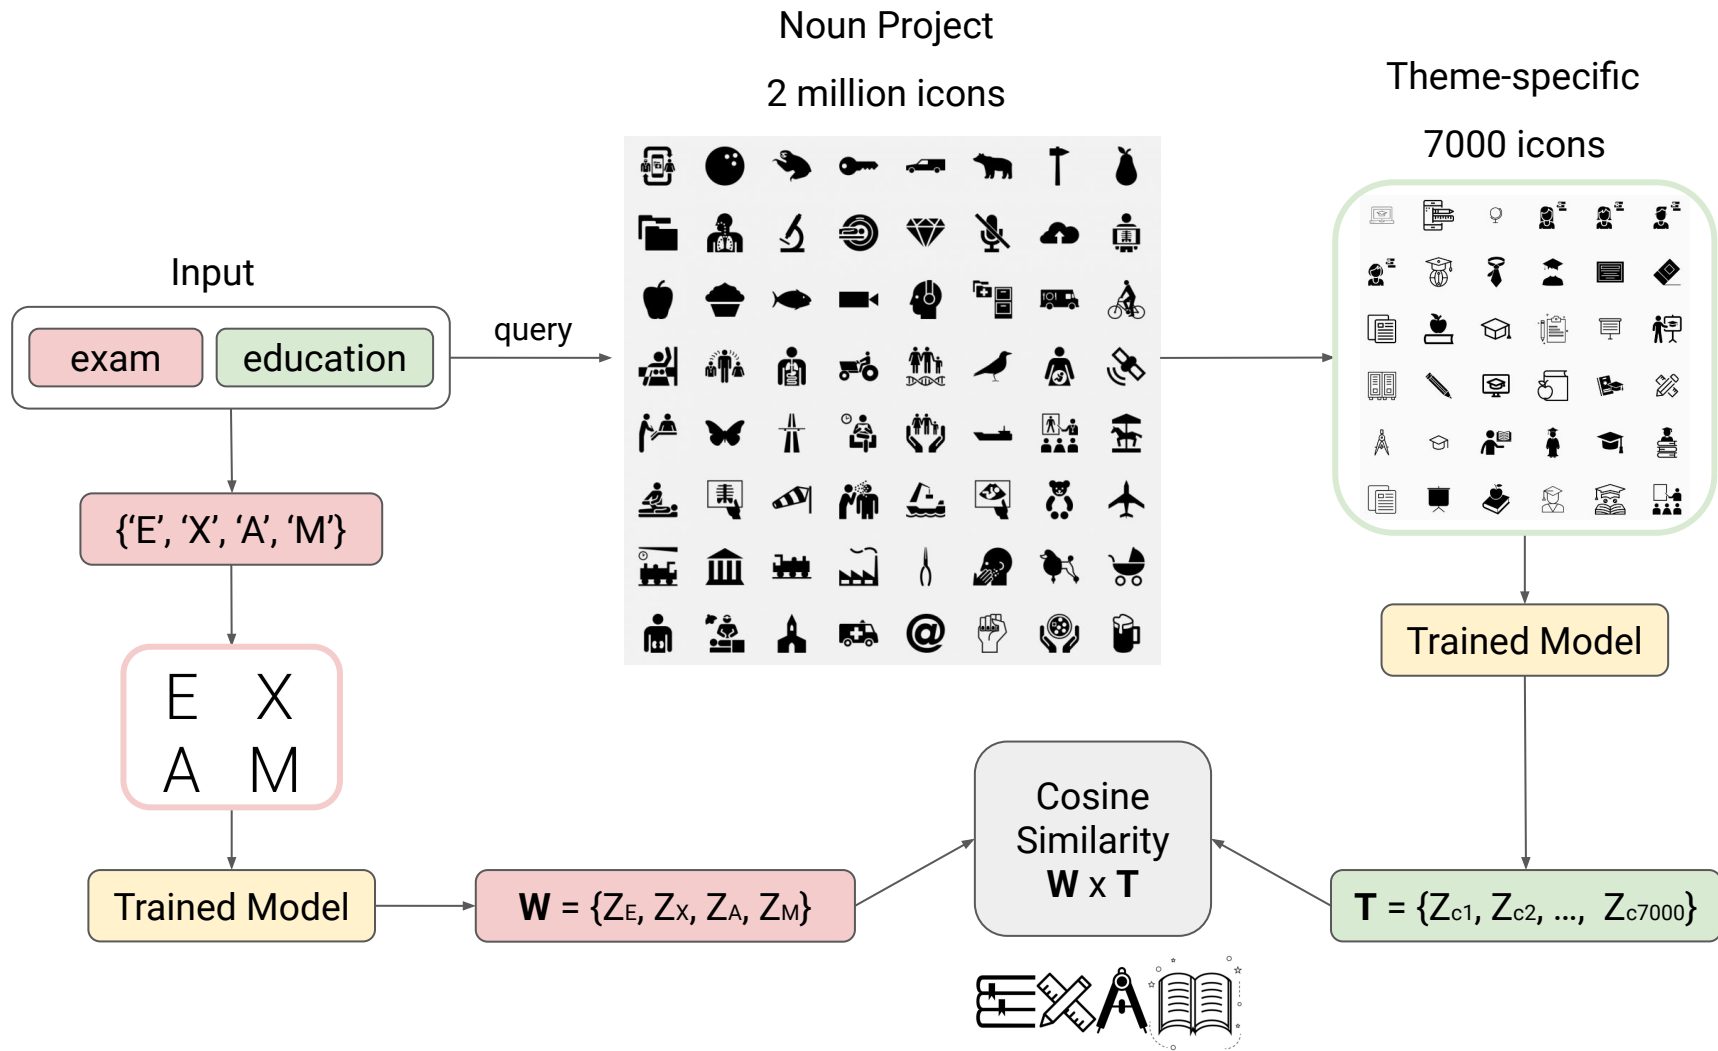 Noun Project
2 million icons
Theme-specific
7000 icons
Input
exam
education
query
{‘E’, ‘X’, ‘A’, ‘M’}
E X
A M
Trained Model
Trained Model
W = {ZE, ZX, ZA, ZM}
Cosine
Similarity
W x T
T = {Zc1, Zc2, ..., Zc7000}